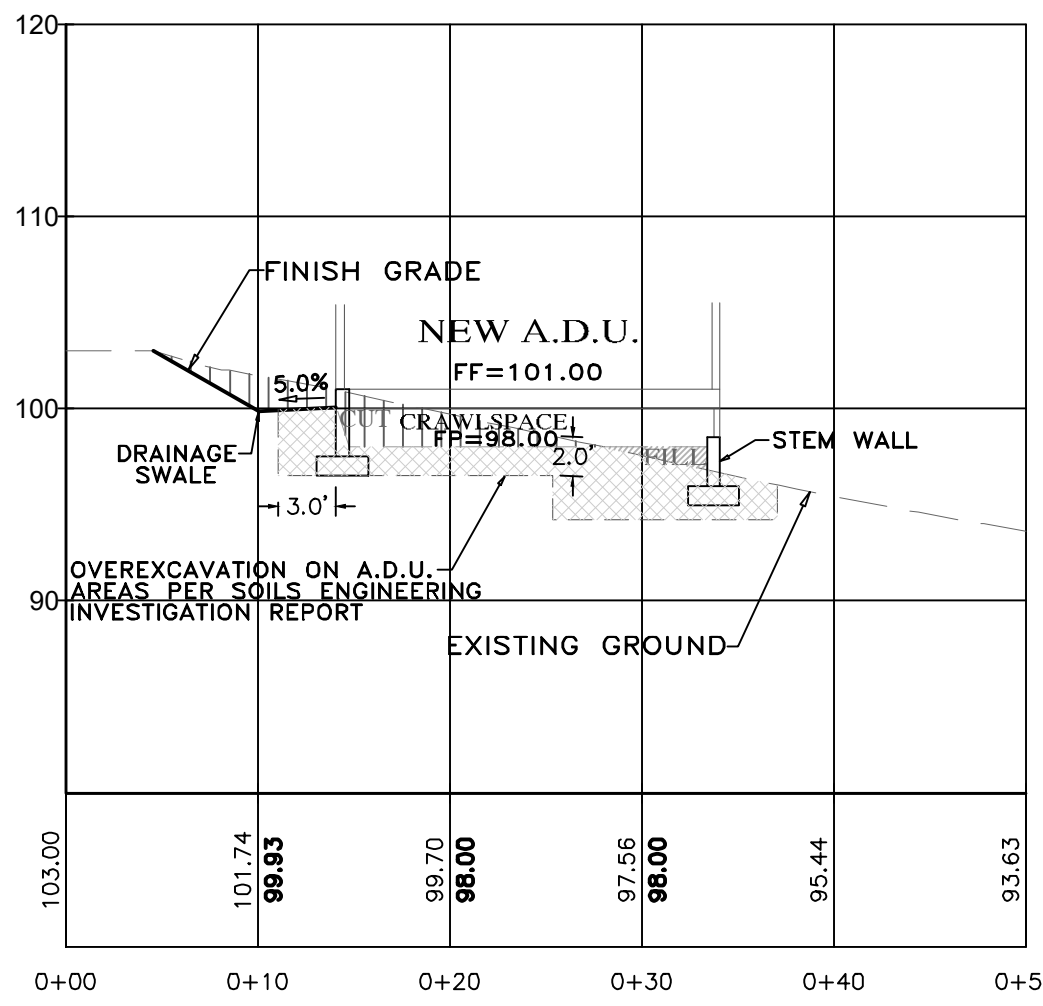 120
110
FINISH GRADE
NEW A.D.U.
FF=101.00
5.0%
100
CUT CRAWLSPACE
FP=98.00
DRAINAGE
SWALE
2.0'
FILL
STEM WALL
3.0'
OVEREXCAVATION ON A.D.U.
AREAS PER SOILS ENGINEERING
INVESTIGATION REPORT
90
EXISTING GROUND
103.00
101.74
99.93
99.70
98.00
97.56
98.00
95.44
93.63
0+00
0+10
0+20
0+30
0+40
0+5